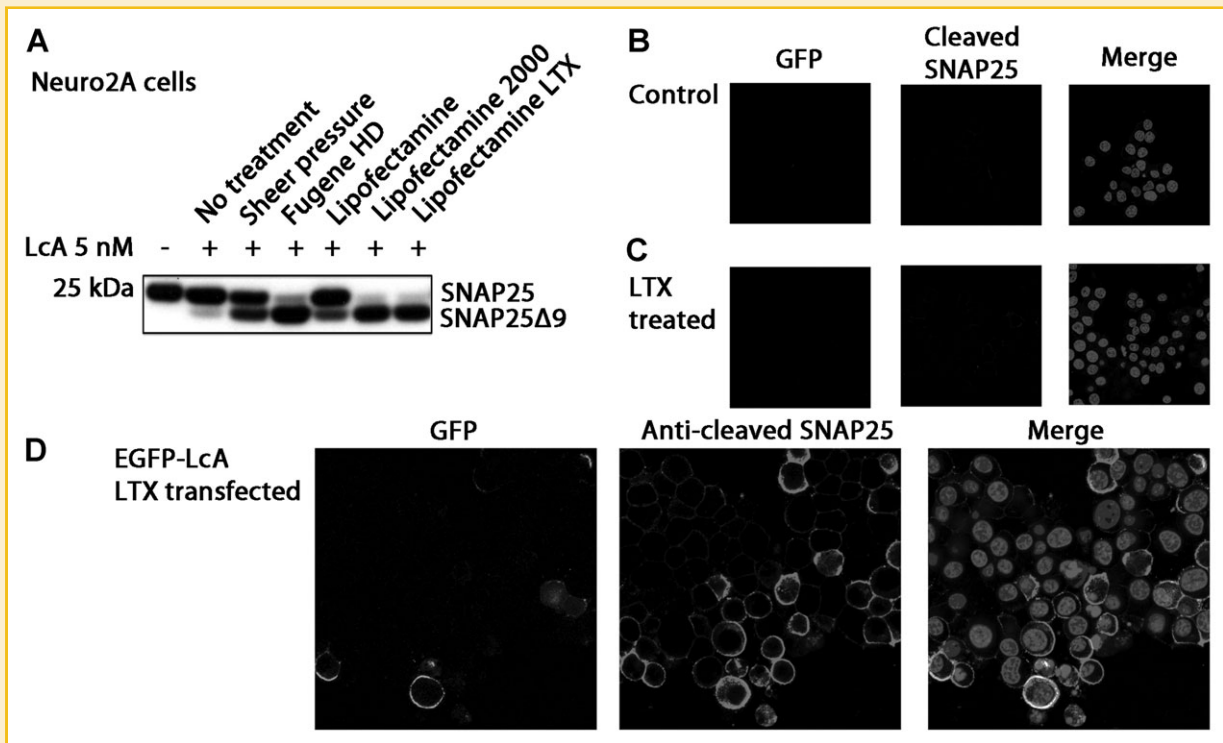 A
Neuro2A cells
No treatment
Sheer pressure
Fugene HD
Lipofectamine
Lipofectamine 2000
Lipofectamine LTX
LcA 5 nM - + + + + + +
25 kDa
SNAP25
SNAP25Δ9
B
GFP
Cleaved
SNAP25
Merge
Control
C
LTX
treated
D
EGFP-LcA
LTX transfected
GFP
Anti-cleaved SNAP25
Merge